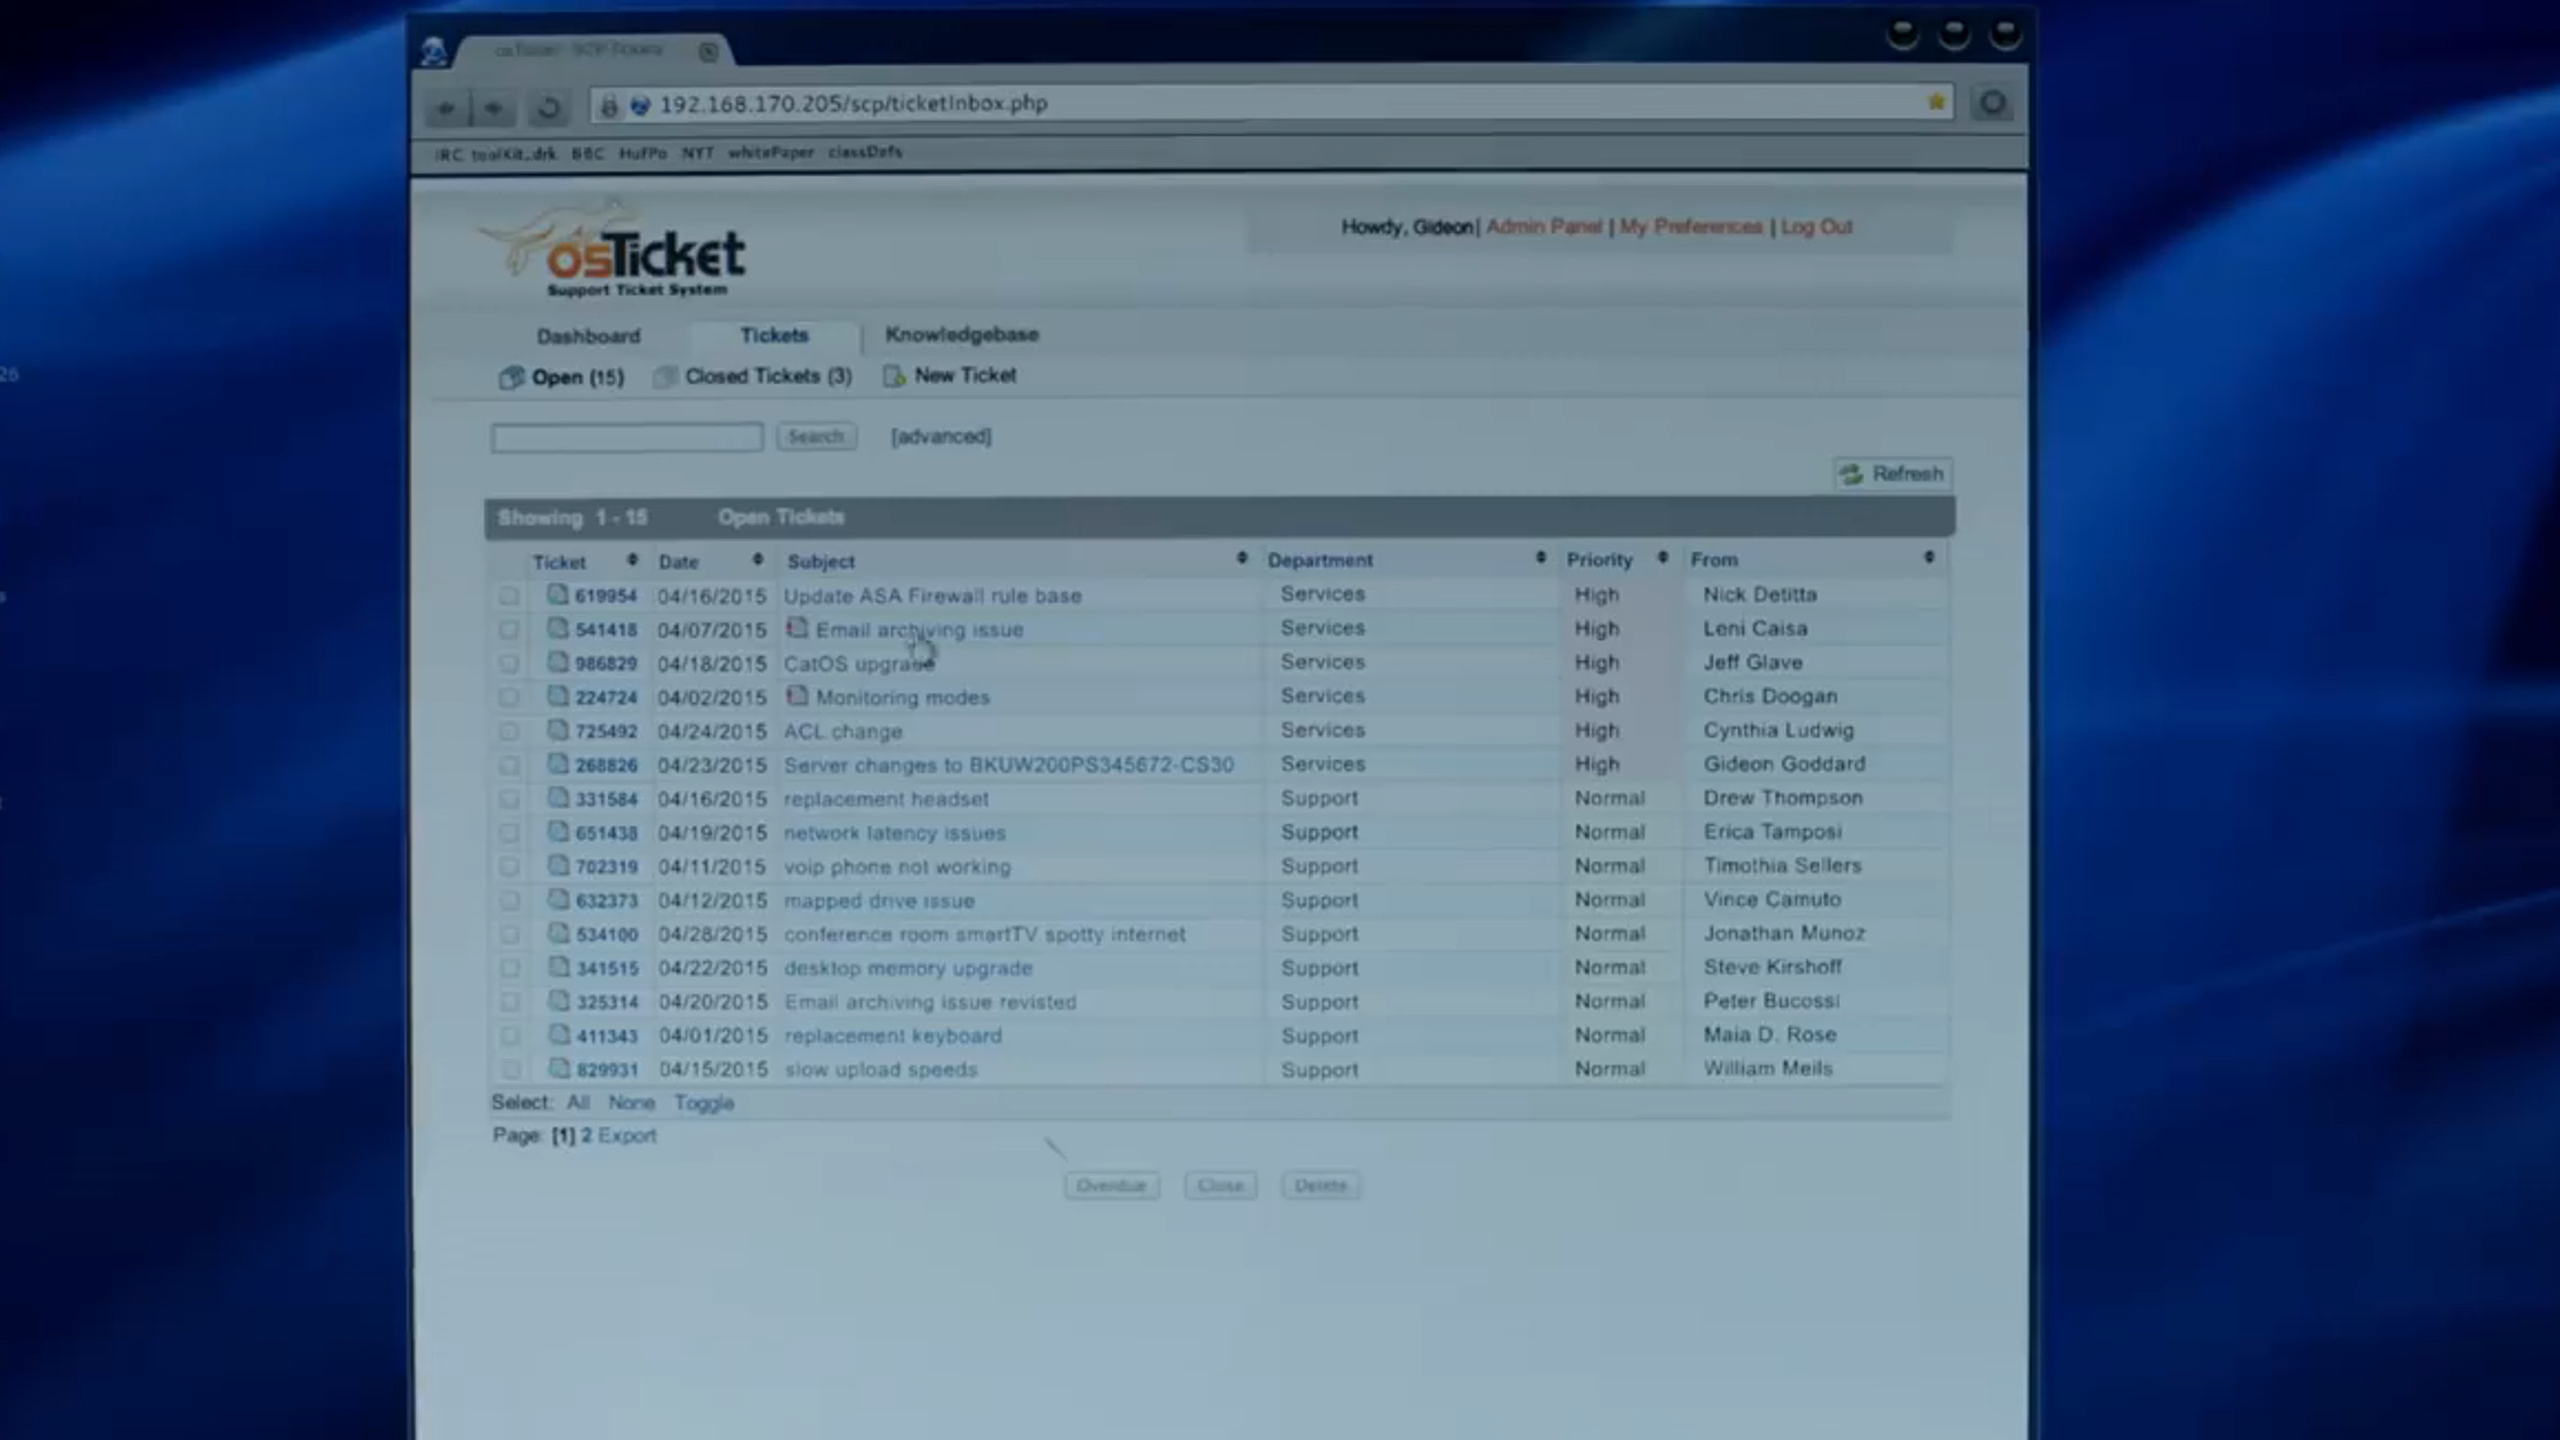 192.168.170.205/scp/ticketInbox.php
IRC toolKit_drk BBC HufPo NYT whitePaper classDefs
osTicket
Support Ticket System
Howdy, Gideon| Admin Panel | My Preferences | Log Out
Dashboard Tickets Knowledgebase
Open (15) Closed Tickets (3) New Ticket
Search [advanced]
Refresh
Showing 1 - 15 Open Tickets
Ticket Date Subject Department Priority From
619954 04/16/2015 Update ASA Firewall rule base Services High Nick Detitta
541418 04/07/2015 Email archiving issue Services High Leni Caisa
986829 04/18/2015 CatOS upgrade Services High Jeff Glave
224724 04/02/2015 Monitoring modes Services High Chris Doogan
725492 04/24/2015 ACL change Services High Cynthia Ludwig
268826 04/23/2015 Server changes to BKUW200PS345672-CS30 Services High Gideon Goddard
331584 04/16/2015 replacement headset Support Normal Drew Thompson
651438 04/19/2015 network latency issues Support Normal Erica Tamposi
702319 04/11/2015 voip phone not working Support Normal Timothia Sellers
632373 04/12/2015 mapped drive issue Support Normal Vince Camuto
534100 04/28/2015 conference room smartTV spotty internet Support Normal Jonathan Munoz
341515 04/22/2015 desktop memory upgrade Support Normal Steve Kirshoff
325314 04/20/2015 Email archiving issue revisted Support Normal Peter Bucossi
411343 04/01/2015 replacement keyboard Support Normal Maia D. Rose
829931 04/15/2015 slow upload speeds Support Normal William Meils
Select: All None Toggle
Page: [1] 2 Export
Overdue Close Delete
26